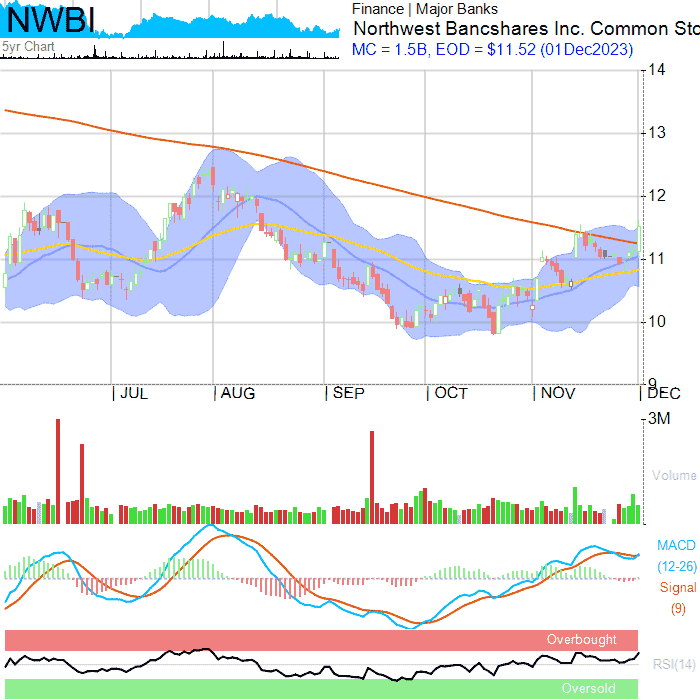 NWBI
Finance | Major Banks
Northwest Bancshares Inc. Common Sto
MC = 1.5B, EOD = $11.52 (01Dec2023)
5yr Chart
14
13
12
11
10
9
JUL
AUG
SEP
OCT
NOV
DEC
3M
Volume
MACD
(12-26)
Signal
(9)
Overbought
RSI(14)
Oversold